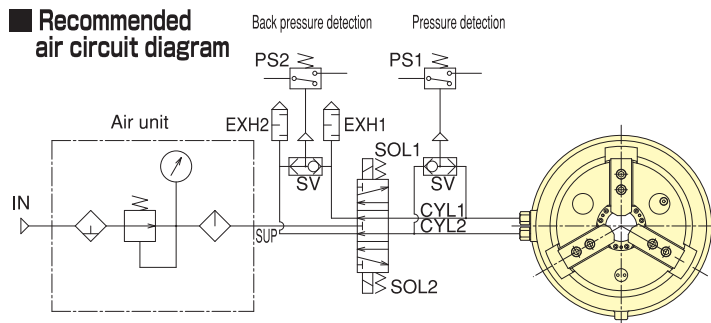 Recommended
air circuit diagram
Back pressure detection
Pressure detection
PS2
PS1
Air unit
EXH2
EXH1
SOL1
SV
SV
IN
CYL1
CYL2
SUP
SOL2